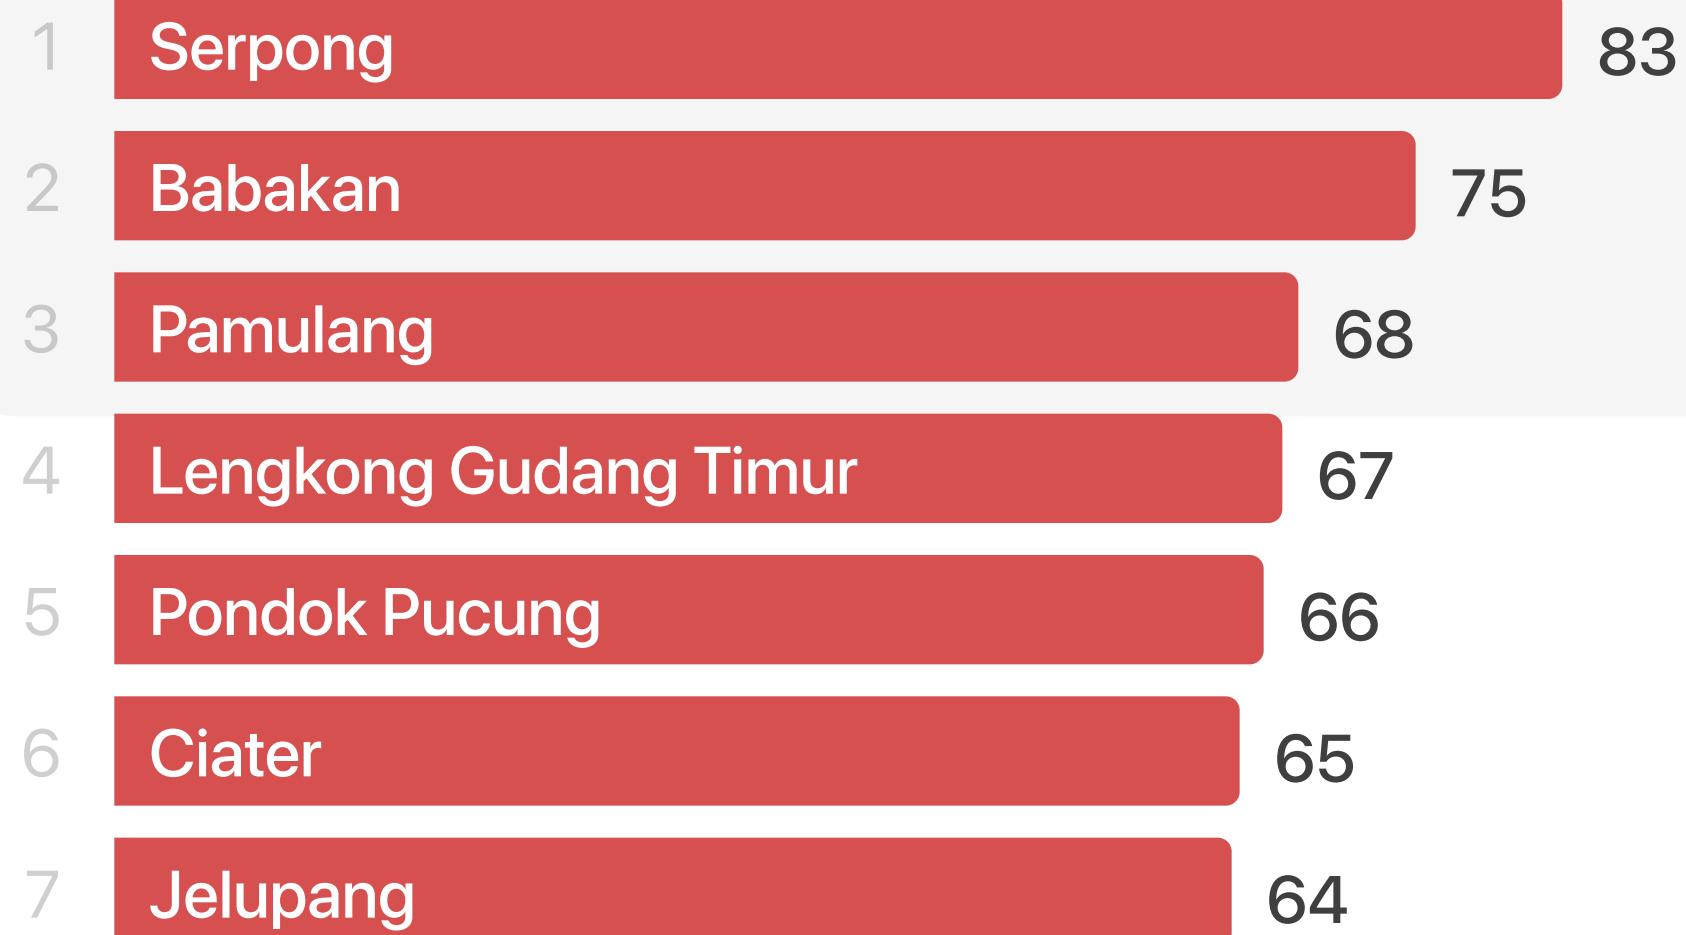 1 Serpong 83
2 Babakan 75
3 Pamulang 68
4 Lengkong Gudang Timur 67
5 Pondok Pucung 66
6 Ciater 65
7 Jelupang 64